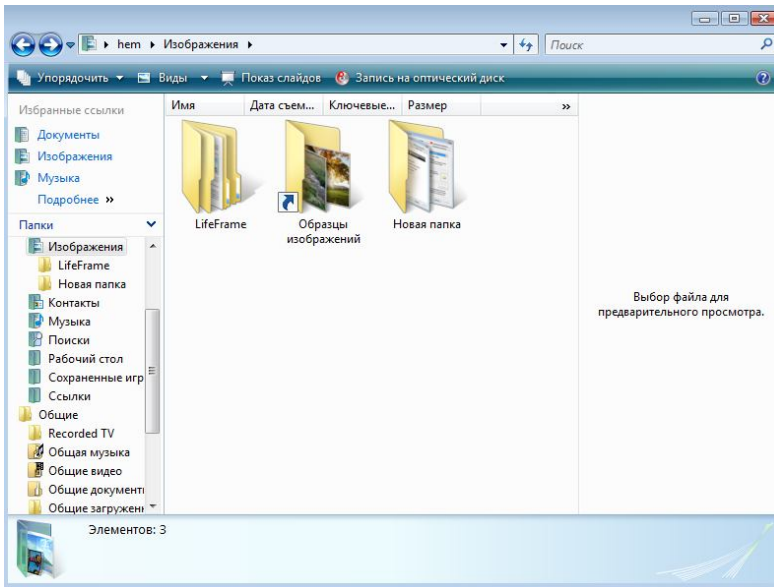 hem ▸ Изображения ▸
Поиск
Упорядочить Виды Показ слайдов Запись на оптический диск
Избранные ссылки
Документы
Изображения
Музыка
Подробнее »
Папки
Изображения
LifeFrame
Новая папка
Контакты
Музыка
Поиски
Рабочий стол
Сохраненные игр
Ссылки
Общие
Recorded TV
Общая музыка
Общие видео
Общие документ
Общие загружен
Имя Дата съем... Ключевые... Размер »
LifeFrame
Образцы
изображений
Новая папка
Выбор файла для
предварительного просмотра.
Элементов: 3